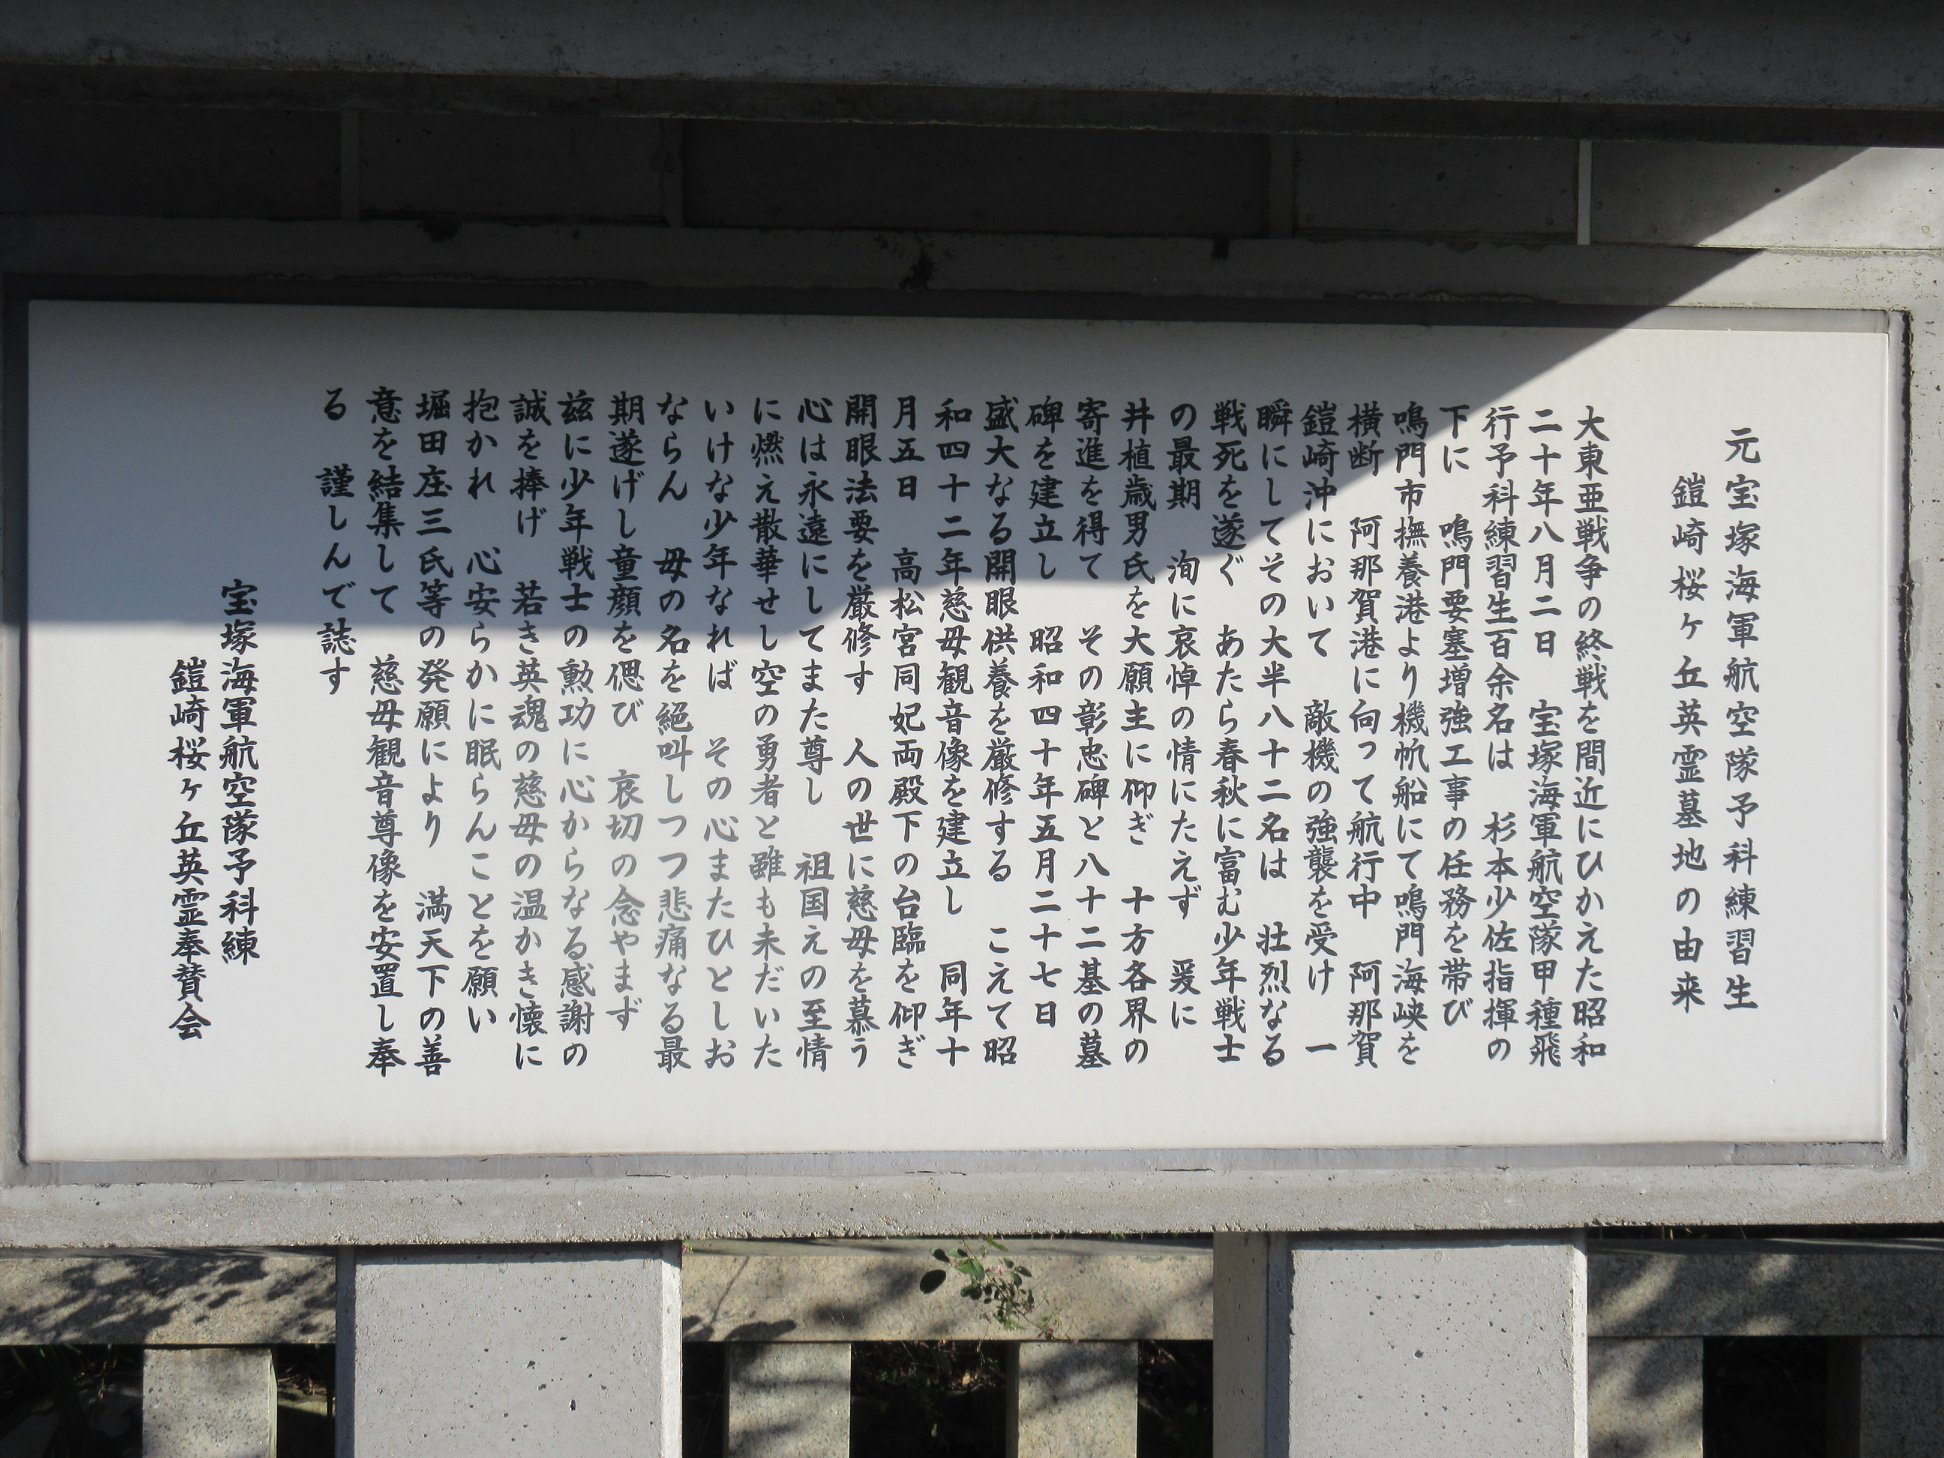 元宝塚海軍航空隊予科練習生
鎧崎桜ヶ丘英霊墓地の由来
大東亜戦争の終戦を間近にひかえた昭和
二十年八月二日　宝塚海軍航空隊甲種飛
行予科練習生百余名は　杉本少佐指揮の
下に　鳴門要塞増強工事の任務を帯び
鳴門市撫養港より機帆船にて鳴門海峡を
横断　阿那賀港に向って航行中　阿那賀
鎧崎沖において　敵機の強襲を受け　一
瞬にしてその大半八十二名は　壮烈なる
戦死を遂ぐ　あたら春秋に富む少年戦士
の最期　洵に哀悼の情にたえず　爰に
井植歳男氏を大願主に仰ぎ　十方各界の
寄進を得て　その彰忠碑と八十二基の墓
碑を建立し　昭和四十年五月二十七日
盛大なる開眼供養を厳修する　こえて昭
和四十二年慈母観音像を建立し　同年十
月五日　高松宮同妃両殿下の台臨を仰ぎ
開眼法要を厳修す　人の世に慈母を慕う
心は永遠にしてまた尊し　祖国えの至情
に燃え散華せし空の勇者と雖も未だいた
いけな少年なれば　その心またひとしお
ならん　母の名を絶叫しつつ悲痛なる最
期遂げし童顔を偲び　哀切の念やまず
茲に少年戦士の勲功に心からなる感謝の
誠を捧げ　若き英魂の慈母の温かき懐に
抱かれ　心安らかに眠らんことを願い
堀田庄三氏等の発願により　満天下の善
意を結集して　慈母観音尊像を安置し奉
る　謹しんで誌す
宝塚海軍航空隊予科練
鎧崎桜ヶ丘英霊奉賛会